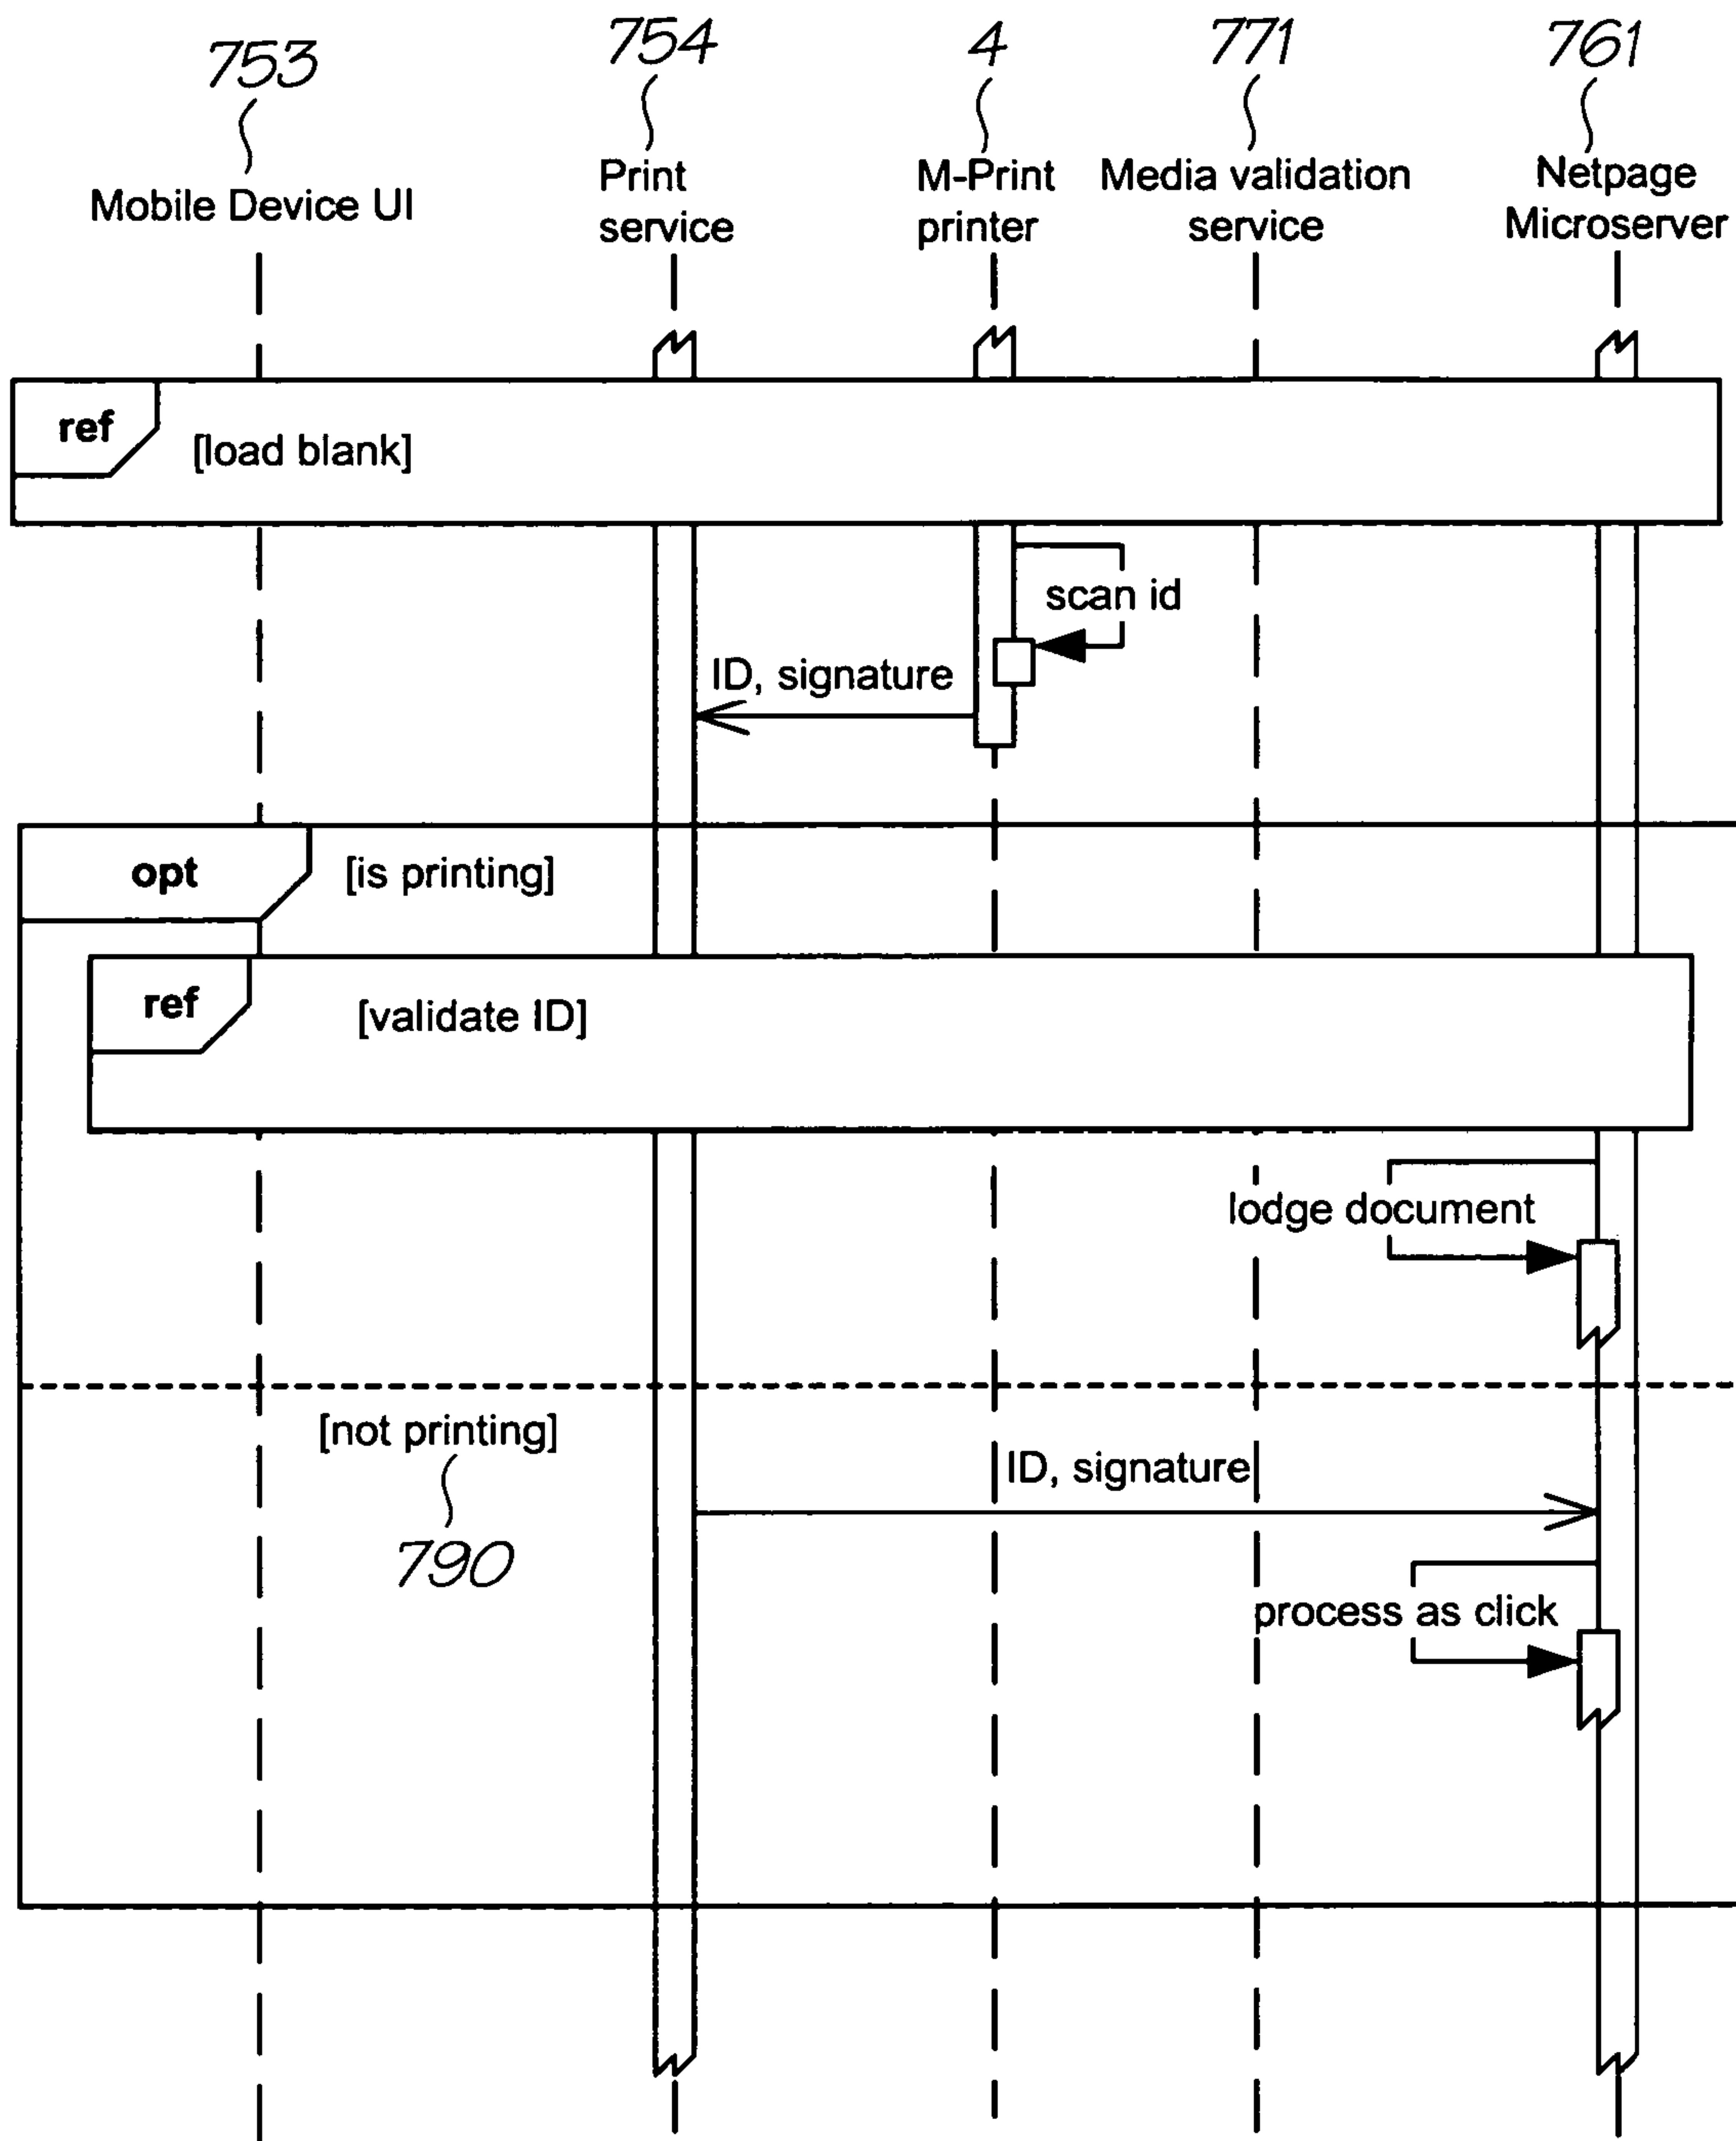 753
754
4
771
761
Mobile Device UI
Print
service
M-Print
printer
Media validation
service
Netpage
Microserver
ref
[load blank]
scan id
ID, signature
opt
[is printing]
ref
[validate ID]
lodge document
[not printing]
ID, signature
790
process as click